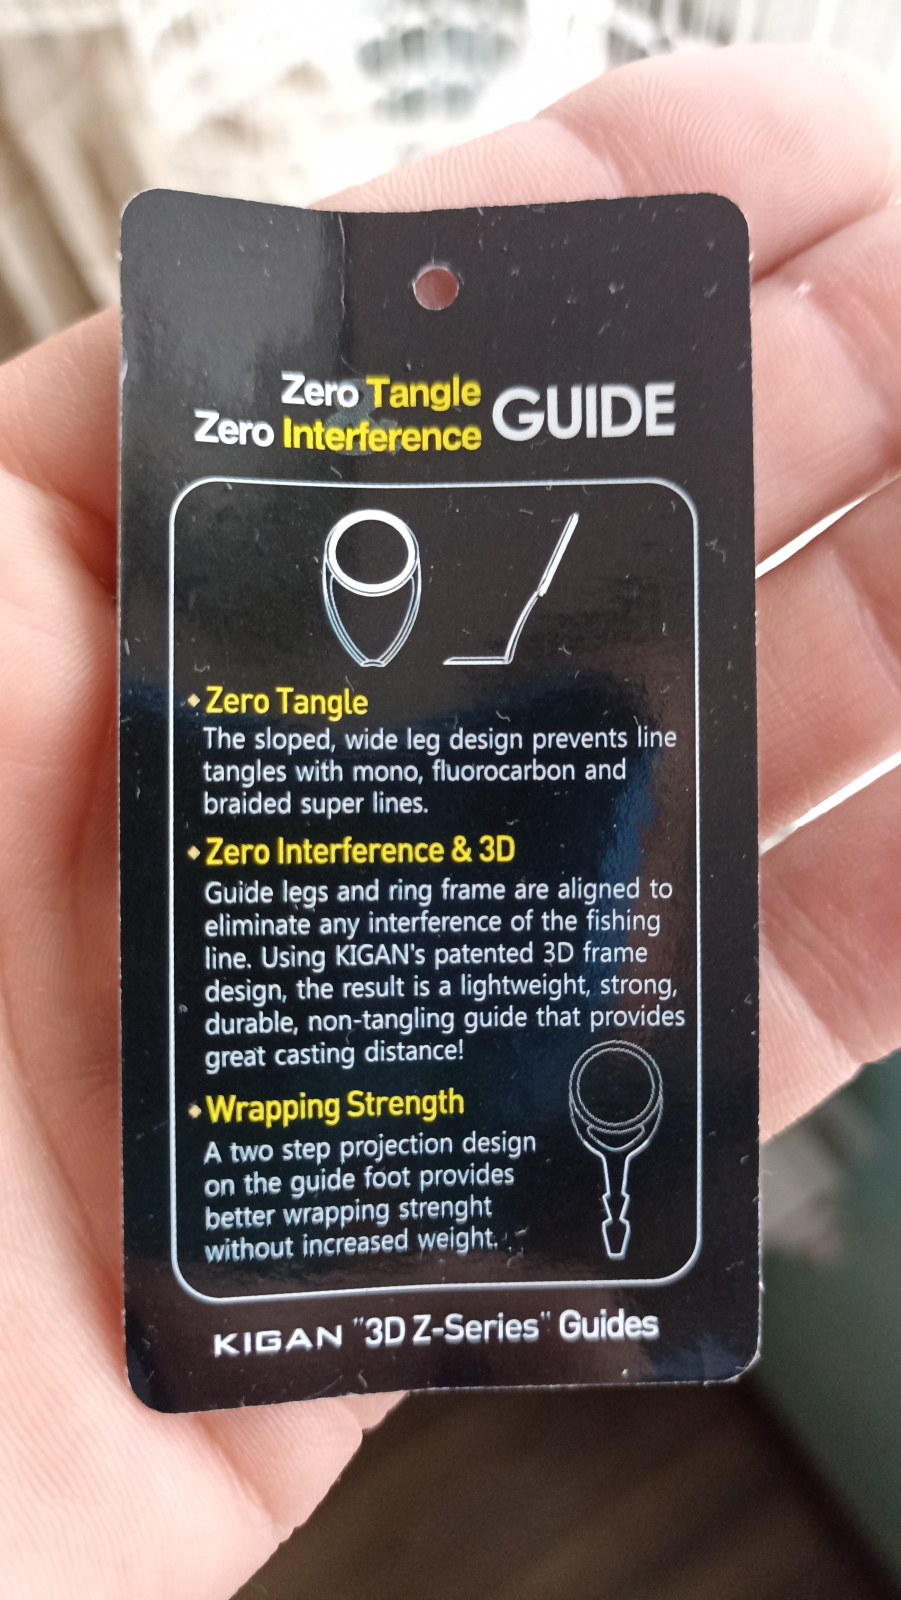 Zero Tangle
Zero Interference GUIDE
Zero Tangle
The sloped, wide leg design prevents line
tangles with mono, fluorocarbon and
braided super lines.
Zero Interference & 3D
Guide legs and ring frame are aligned to
eliminate any interference of the fishing
line. Using KIGAN's patented 3D frame
design, the result is a lightweight, strong,
durable, non-tangling guide that provides
great casting distance!
Wrapping Strength
A two step projection design
on the guide foot provides
better wrapping strenght
without increased weight.
KIGAN "3D Z-Series" Guides